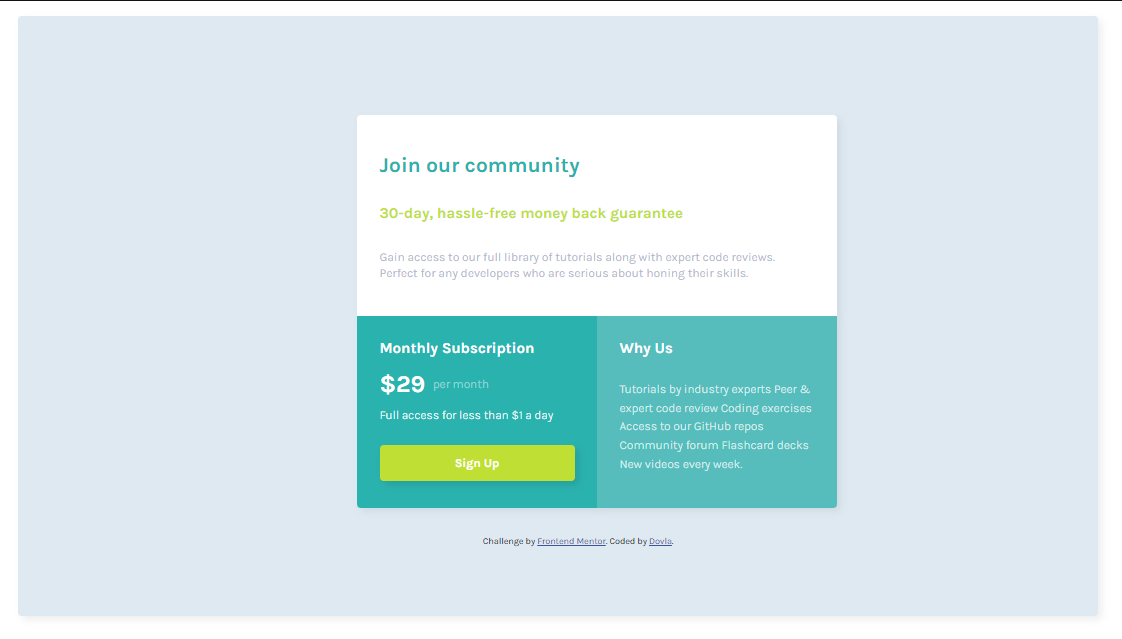 Join our community
30-day, hassle-free money back guarantee
Gain access to our full library of tutorials along with expert code reviews.
Perfect for any developers who are serious about honing their skills.
Monthly Subscription
$29 per month
Full access for less than $1 a day
Sign Up
Why Us
Tutorials by industry experts Peer &
expert code review Coding exercises
Access to our GitHub repos
Community forum Flashcard decks
New videos every week.
Challenge by Frontend Mentor. Coded by Dovla.